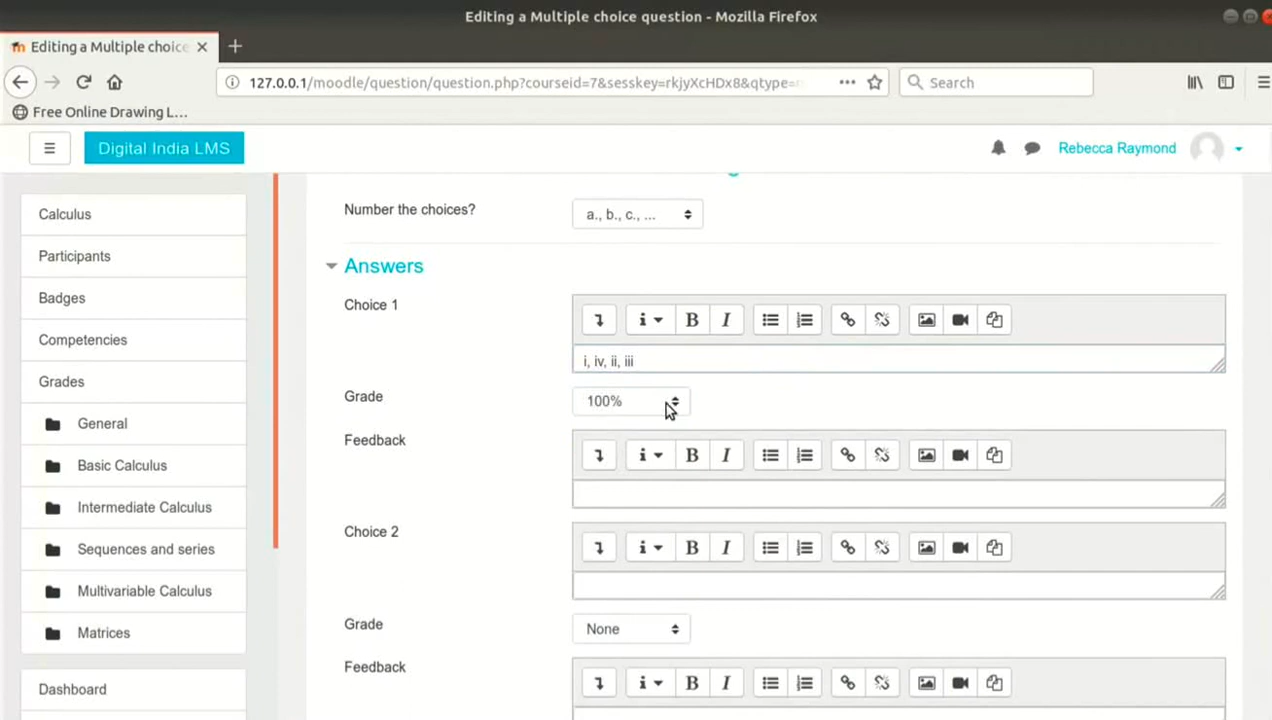 Editing a Multiple choice question - Mozilla Firefox
Editing a Multiple choice
127.0.0.1/moodle/question/question.php?courseid=7&sesskey=rkjyXcHDx8&qtype=
Search
Free Online Drawing L...
Digital India LMS
Rebecca Raymond
Calculus
Participants
Badges
Competencies
Grades
General
Basic Calculus
Intermediate Calculus
Sequences and series
Multivariable Calculus
Matrices
Dashboard
Number the choices?
a., b., c., ...
Answers
Choice 1
i B I
i, iv, ii, iii
Grade
100%
Feedback
i B I
Choice 2
i B I
Grade
None
Feedback
i B I